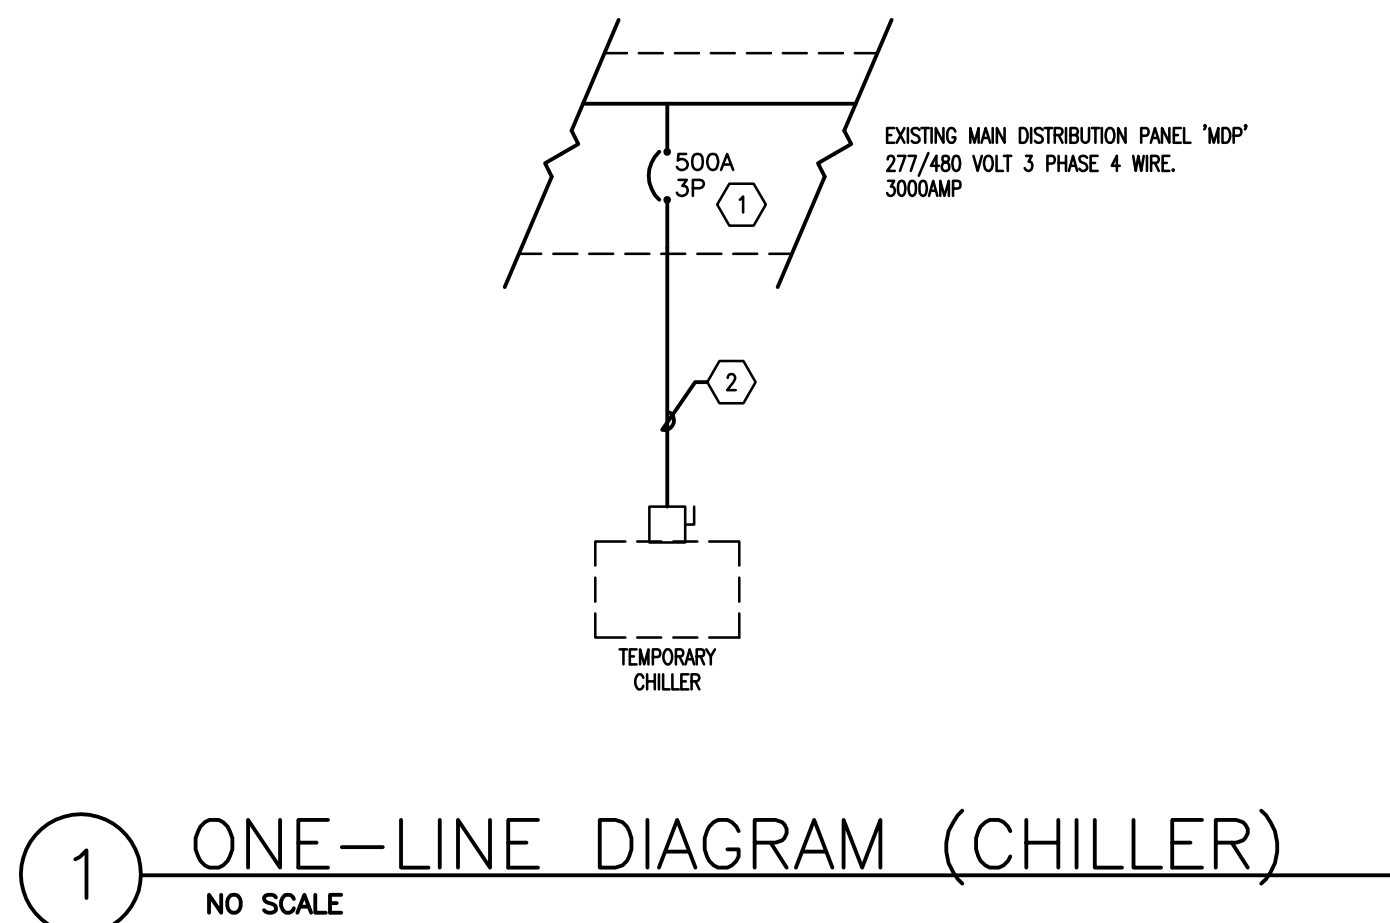 EXISTING MAIN DISTRIBUTION PANEL 'MDP'
277/480 VOLT 3 PHASE 4 WIRE.
3000AMP
500A
3P
1
2
TEMPORARY
CHILLER
1
ONE-LINE DIAGRAM (CHILLER)
NO SCALE